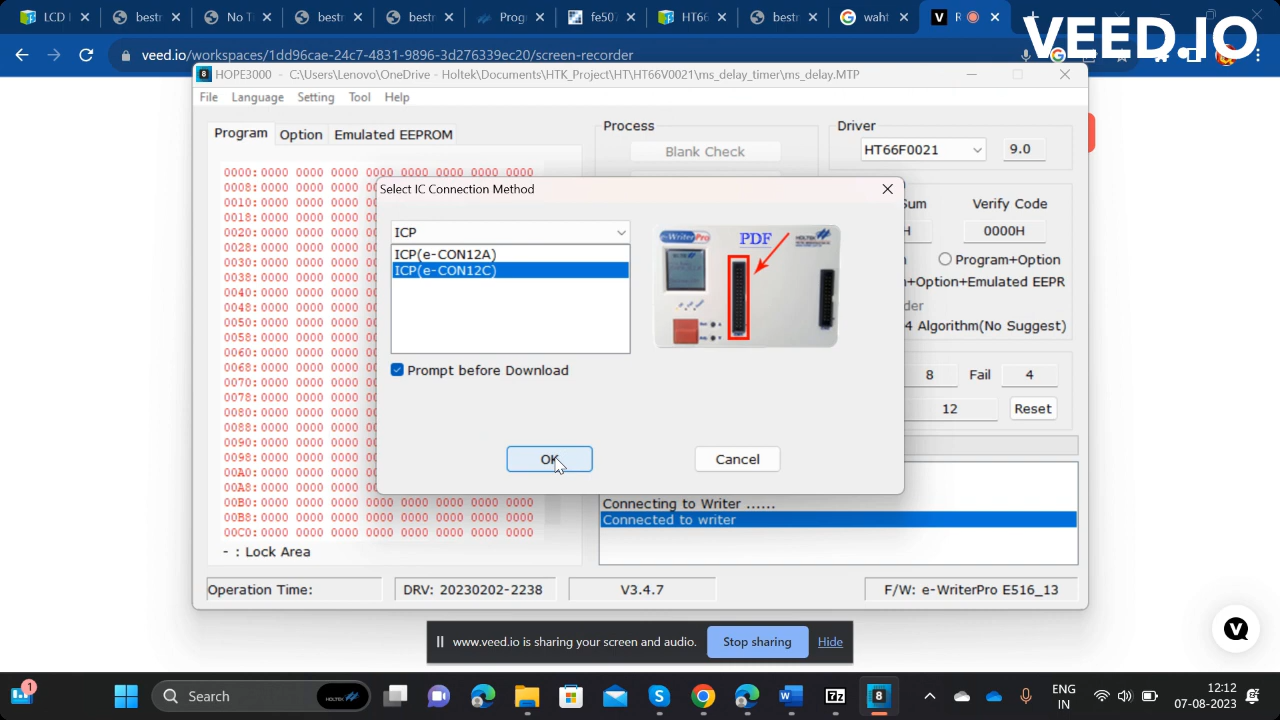 LCD I
bestr
No T
bestr
bestr
Prog
fe507
HT66
bestr
waht
R
VEED.IO
veed.io/workspaces/1dd96cae-24c7-4831-9896-3d276339ec20/screen-recorder
HOPE3000 - C:\Users\Lenovo\OneDrive - Holtek\Documents\HTK_Project\HT\HT66V0021\ms_delay_timer\ms_delay.MTP
File Language Setting Tool Help
Program Option Emulated EEPROM
Process
Blank Check
Driver
HT66F0021 9.0
0000:0000 0000 0000
0008:0000 0000 0000
0010:0000 0000 0000
0018:0000 0000 0000
0020:0000 0000 0000
0028:0000 0000 0000
0030:0000 0000 0000
0038:0000 0000 0000
0040:0000 0000 0000
0048:0000 0000 0000
0050:0000 0000 0000
0058:0000 0000 0000
0060:0000 0000 0000
0068:0000 0000 0000
0070:0000 0000 0000
0078:0000 0000 0000
0080:0000 0000 0000
0088:0000 0000 0000
0090:0000 0000 0000
0098:0000 0000 0000
00A0:0000 0000 0000
00A8:0000 0000 0000
00B0:0000 0000 0000 0000 0000 0000 0000 0000
00B8:0000 0000 0000 0000 0000 0000 0000 0000
00C0:0000 0000 0000 0000 0000 0000 0000 0000
- : Lock Area
Select IC Connection Method
ICP
ICP(e-CON12A)
ICP(e-CON12C)
Prompt before Download
e-WriterPro
PDF
HOLTEK
OK
Cancel
Sum Verify Code
H 0000H
Program+Option
+Option+Emulated EEPR
der
4 Algorithm(No Suggest)
8 Fail 4
12 Reset
Connecting to Writer ......
Connected to writer
Operation Time:
DRV: 20230202-2238
V3.4.7
F/W: e-WriterPro E516_13
www.veed.io is sharing your screen and audio.
Stop sharing
Hide
1
Search
HOLTEK
ENG
IN
12:12
07-08-2023